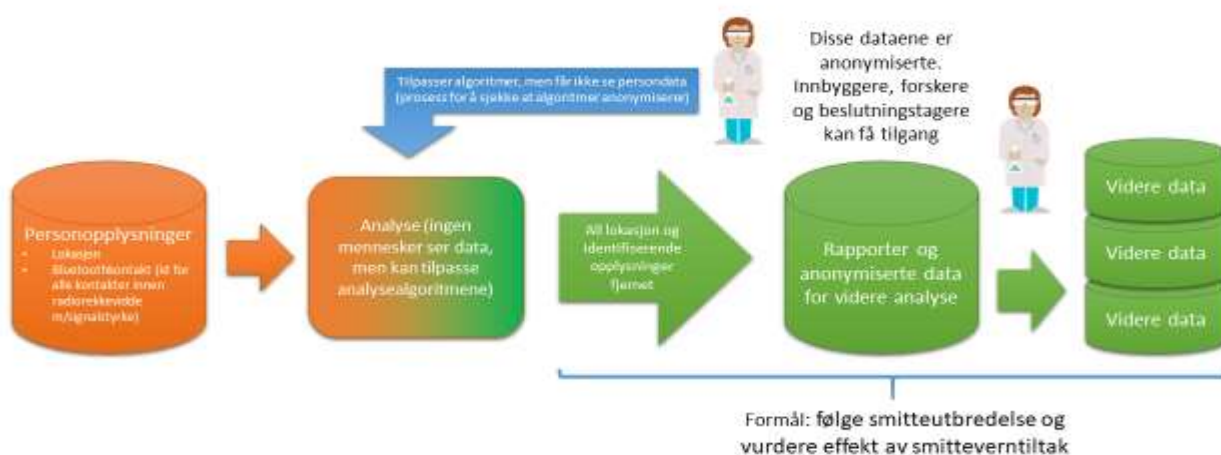 Tilpasser algoritmer, men får ikke se persondata
(prosess for å sjekke at algoritmer anonymiserer)
Disse dataene er
anonymiserte.
Innbyggere, forskere
og beslutningstagere
kan få tilgang
Personopplysninger
• Lokasjon
• Bluetoothkontakt (id for
alle kontakter innen
radiorekkevidde
m/signalstyrke)
Analyse (ingen
mennesker ser data,
men kan tilpasse
analysealgoritmene)
All lokasjon og
identifiserende
opplysninger
fjernet
Rapporter og
anonymiserte data
for videre analyse
Videre data
Videre data
Videre data
Formål: følge smitteutbredelse og
vurdere effekt av smitteverntiltak